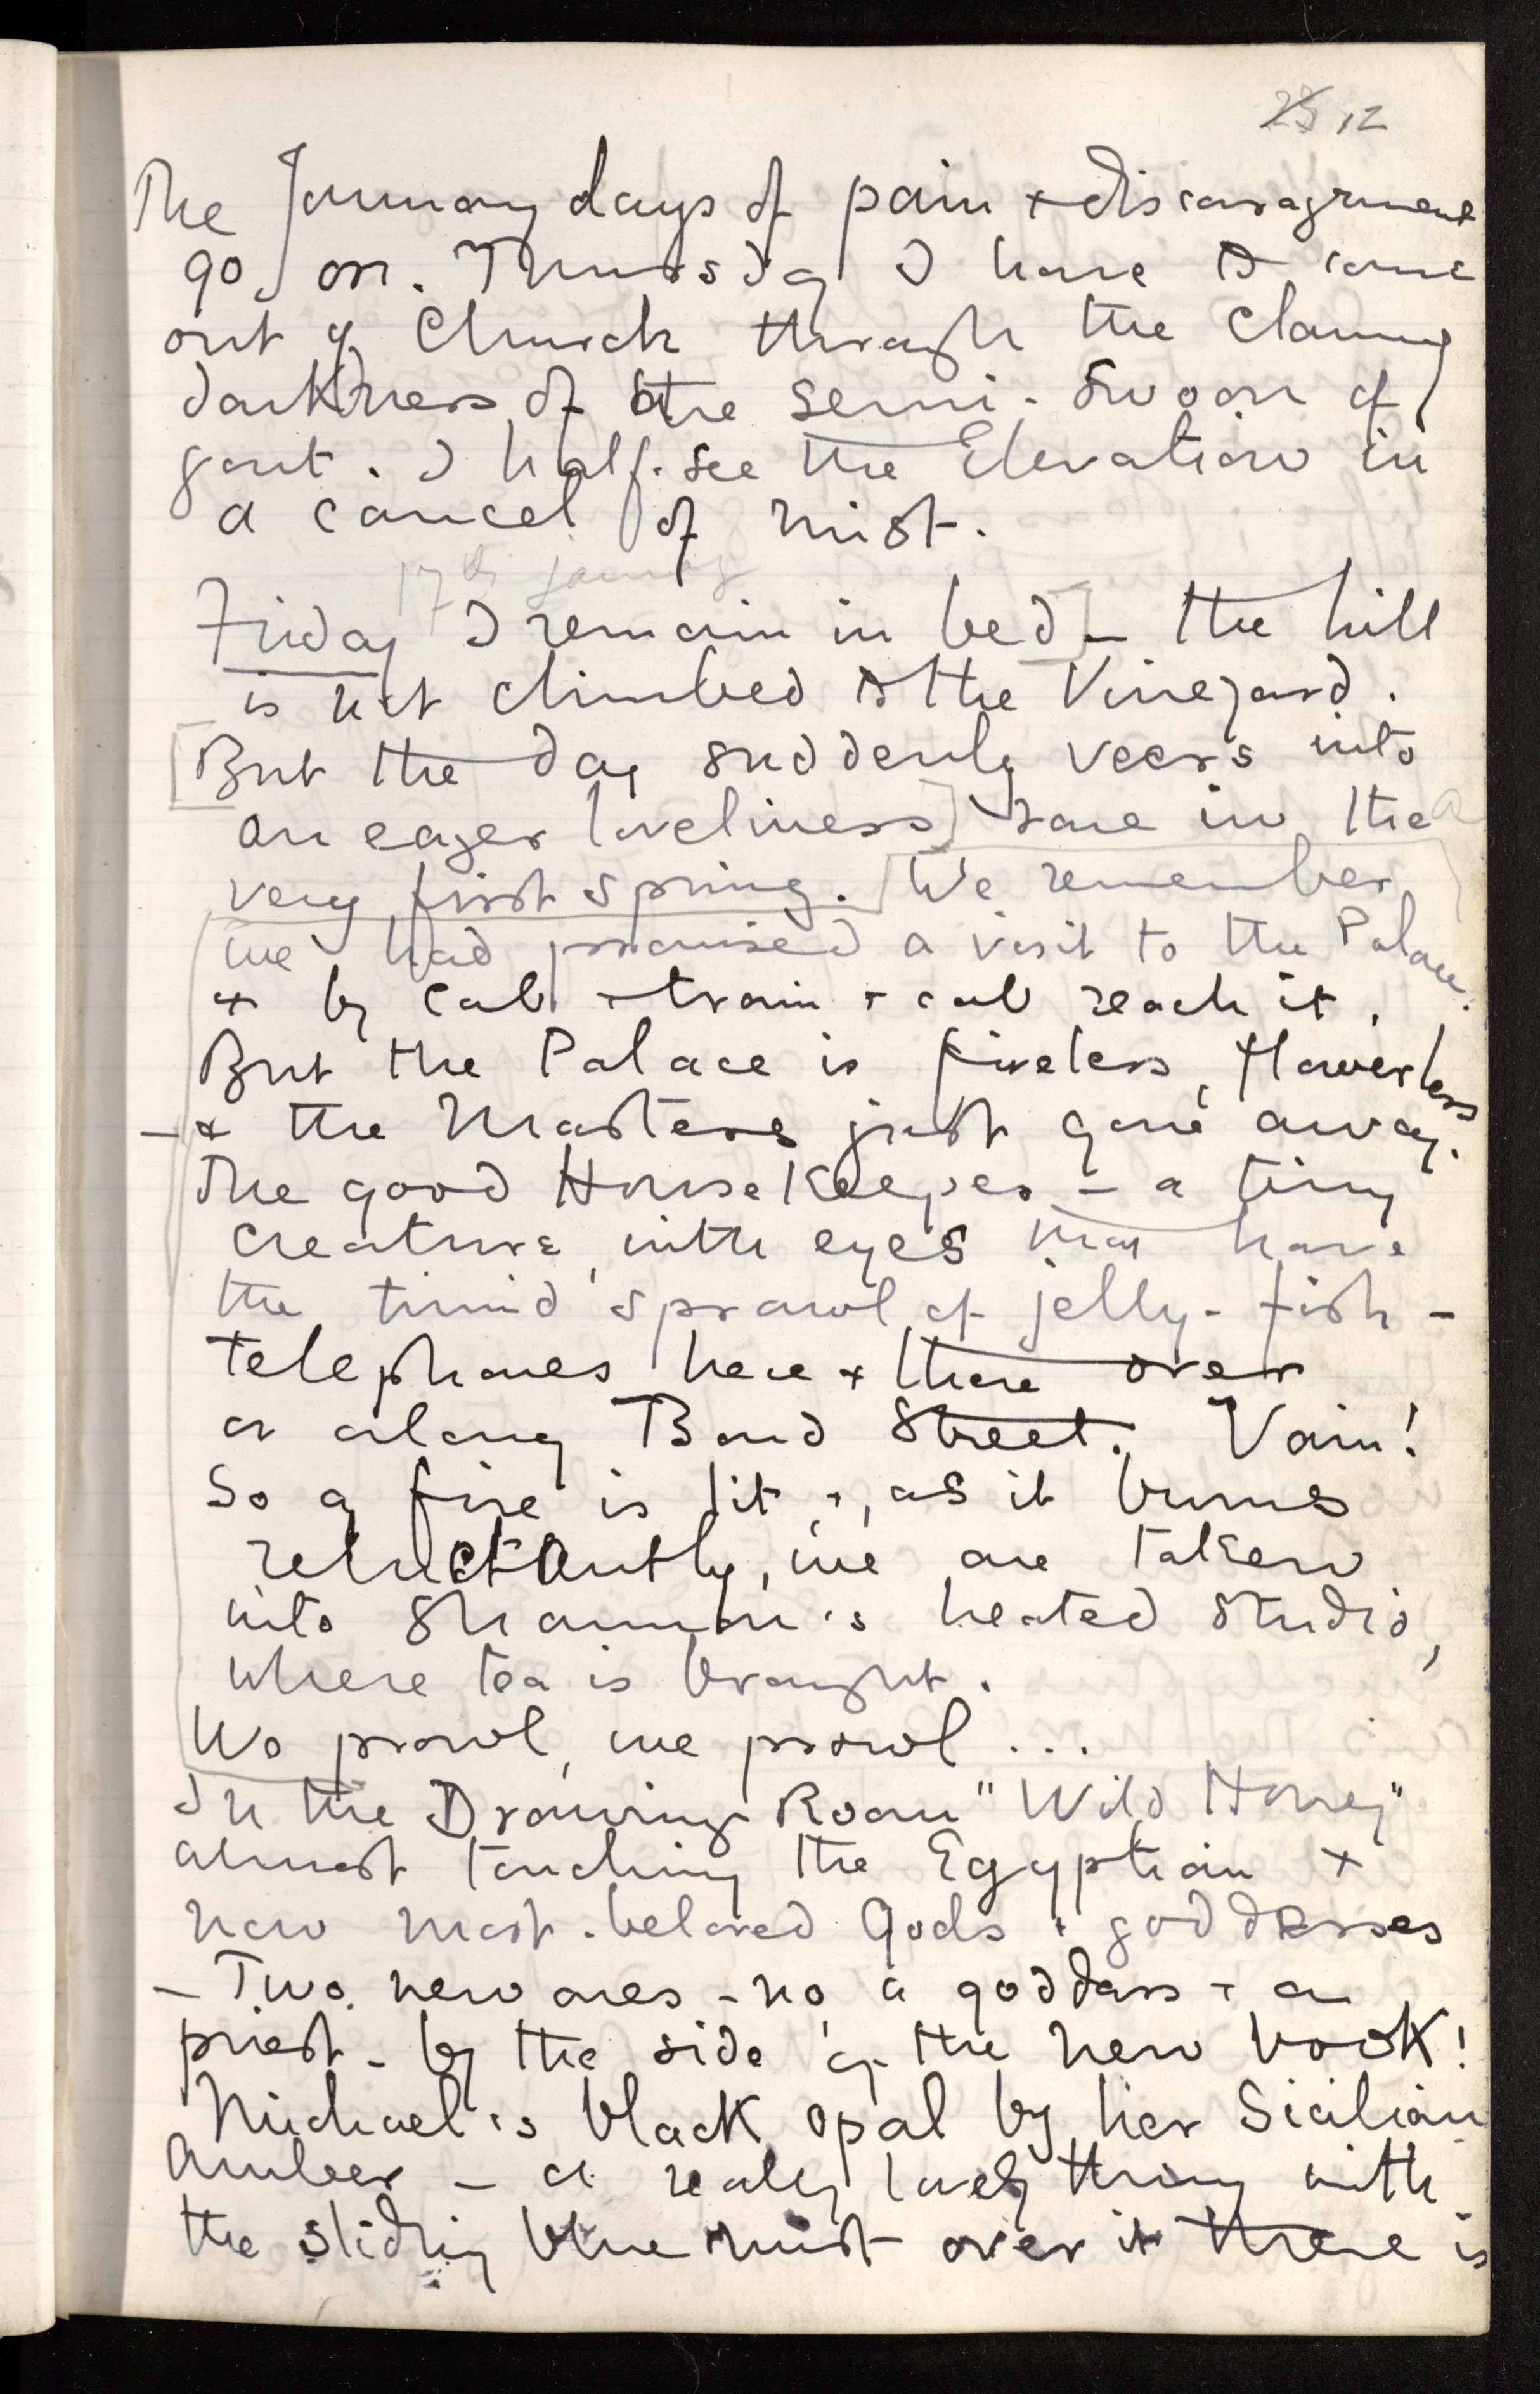 23 12
The January days of pain + discouragement
go on. Thursday I have to come
out of Church through the clammy
darkness of the semi-swoon of
gout. I half-see the Elevation in
a cancel of mist.
17th January
Friday I remain in bed – the hill
is not climbed to the Vineyard.
[But the day suddenly veers into
an eager loveliness] rare in the
very first spring. [We remember
we had promised a visit to the Palace.
+ by cab + train + cab reach it.
But the Palace is fireless, flowerless
– + the Masters just gone away.
The good HouseKeeper – a tiny
creature, with eyes that have
the timid sprawl of jelly-fish –
telephones here + there over
or along Bond Street. Vain!
So a fire is lit +, as it burns
reluctantly, we are taken
into Shannon's heated studio,
where tea is brought.
We prowl, we prowl ...
In the Drawing-Room "Wild Honey"
almost touching the Egyptian +
new most-beloved Gods + goddesses
– Two new ones – no, a goddess + a
priest – by the side of the new book!
Michael's black opal by her Sicilian
Amber – a really lovely thing with
the sliding blue mist over it there is